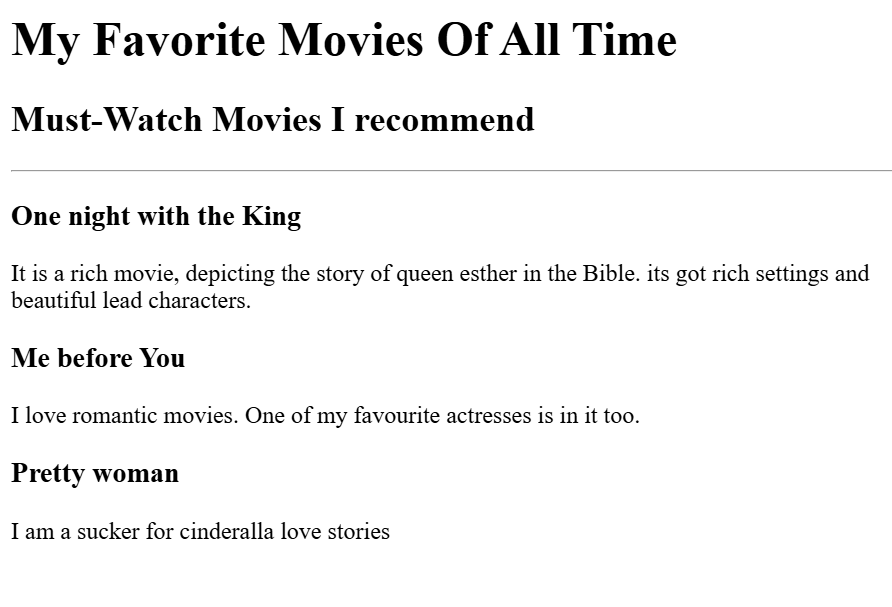 My Favorite Movies Of All Time
Must-Watch Movies I recommend
One night with the King
It is a rich movie, depicting the story of queen esther in the Bible. its got rich settings and
beautiful lead characters.
Me before You
I love romantic movies. One of my favourite actresses is in it too.
Pretty woman
I am a sucker for cinderalla love stories